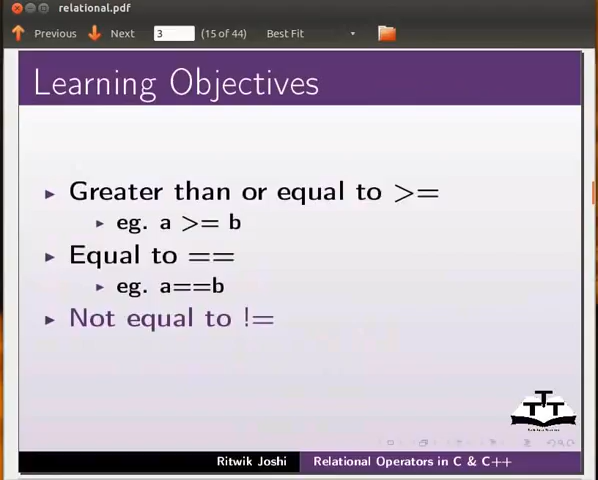 relational.pdf
Previous Next 3 (15 of 44) Best Fit
Learning Objectives
Greater than or equal to >=
eg. a >= b
Equal to ==
eg. a==b
Not equal to !=
TTT
Ritwik Joshi Relational Operators in C & C++